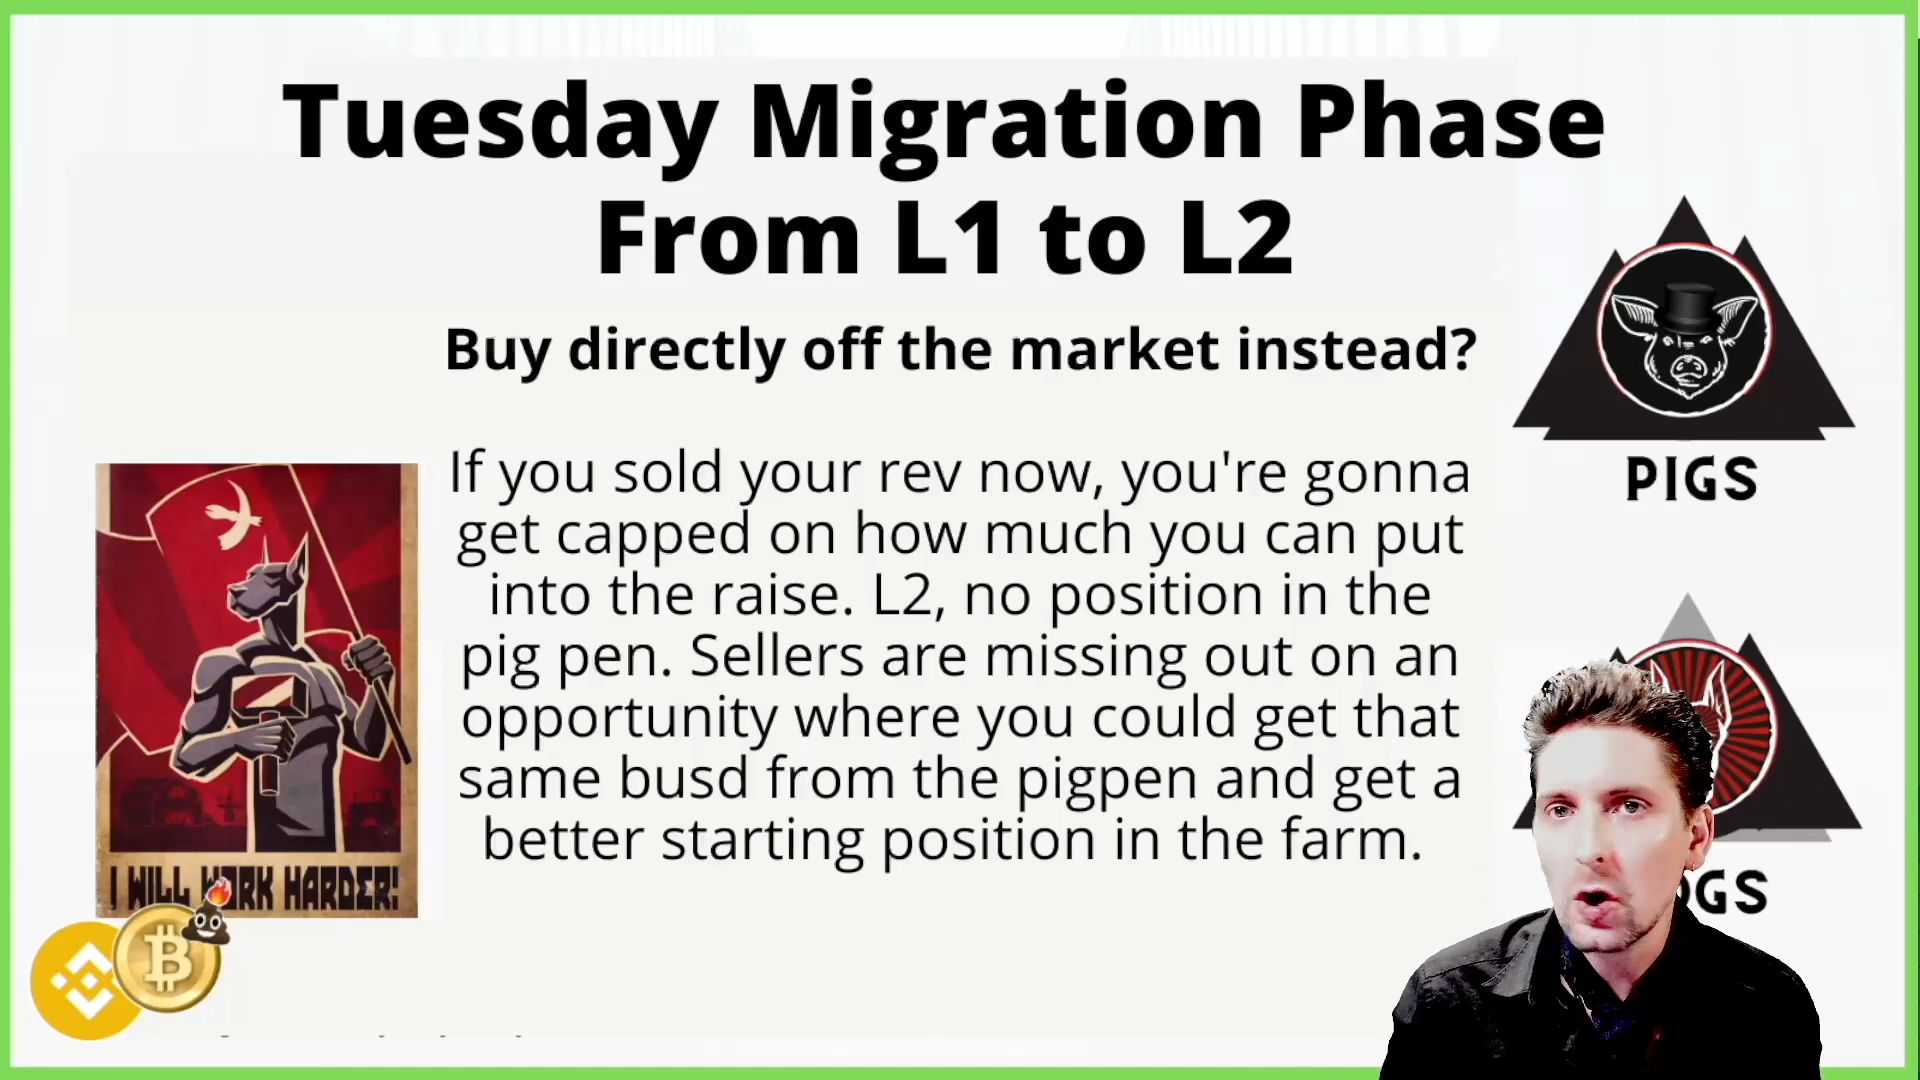 Tuesday Migration Phase
From L1 to L2
Buy directly off the market instead?
If you sold your rev now, you're gonna
get capped on how much you can put
into the raise. L2, no position in the
pig pen. Sellers are missing out on an
opportunity where you could get that
same busd from the pigpen and get a
better starting position in the farm.
PIGS
I WILL WORK HARDER!